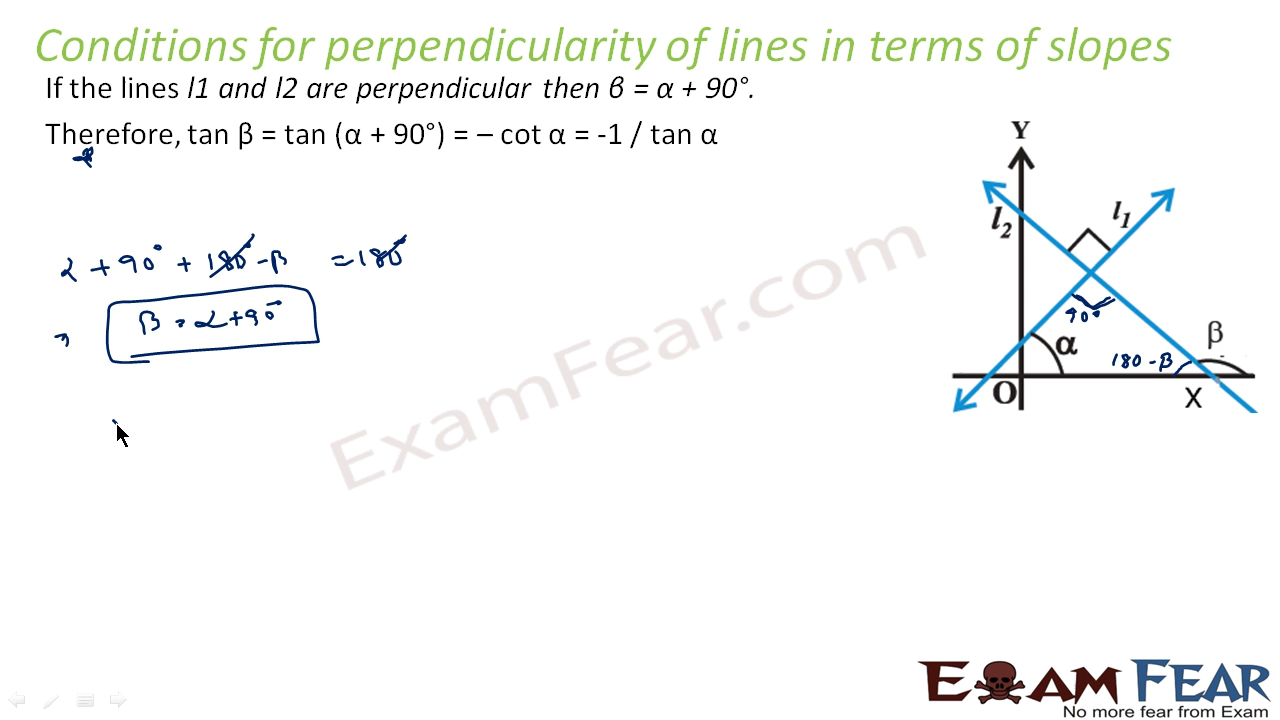 Conditions for perpendicularity of lines in terms of slopes
If the lines l1 and l2 are perpendicular then β = α + 90°.
Therefore, tan β = tan (α + 90°) = – cot α = -1 / tan α
α + 90° + 180° - β = 180°
β = α + 90°
Y
l₂
l₁
90°
α
180 - β
β
O
X
ExamFear.com
EXAM FEAR
No more fear from Exam